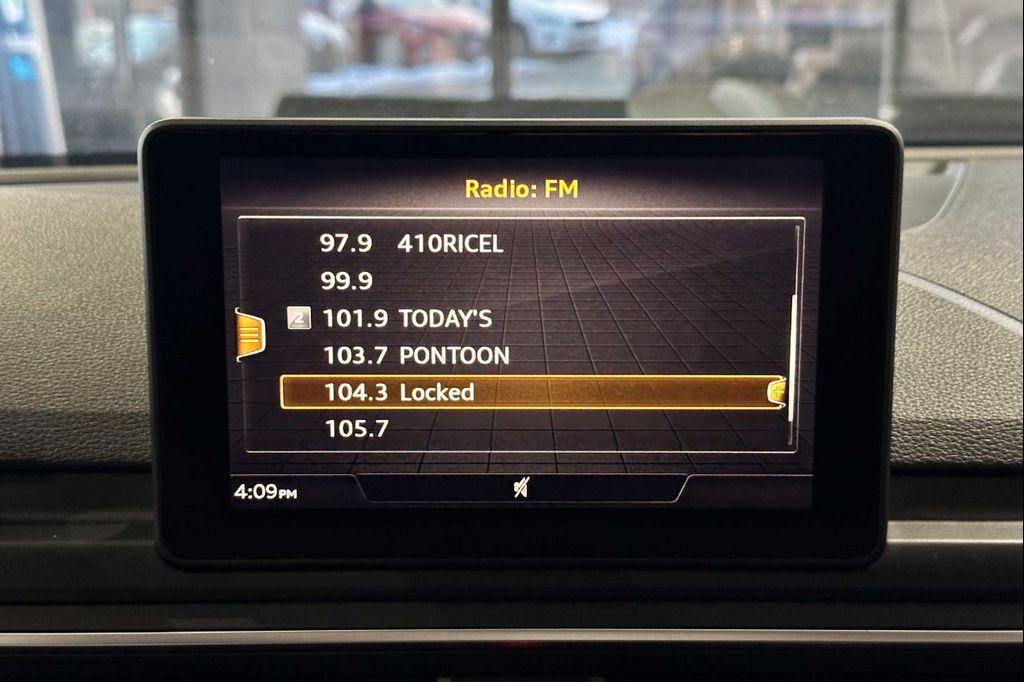 Radio: FM
97.9 410RICEL
99.9
2 101.9 TODAY'S
103.7 PONTOON
104.3 Locked
105.7
4:09PM